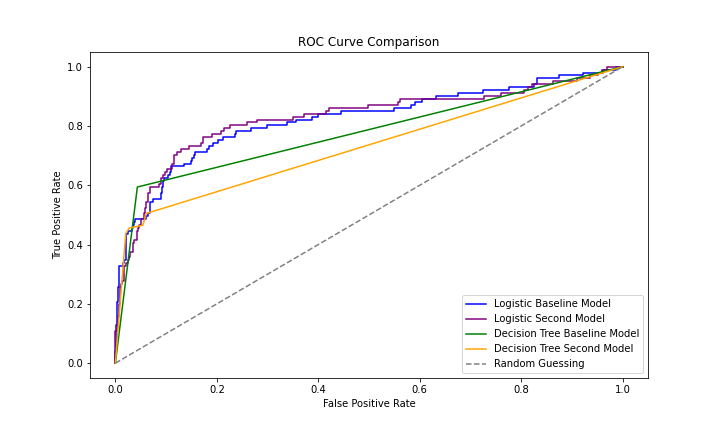 ROC Curve Comparison
True Positive Rate
1.0
0.8
0.6
0.4
0.2
0.0
0.0 0.2 0.4 0.6 0.8 1.0
False Positive Rate
Logistic Baseline Model
Logistic Second Model
Decision Tree Baseline Model
Decision Tree Second Model
Random Guessing